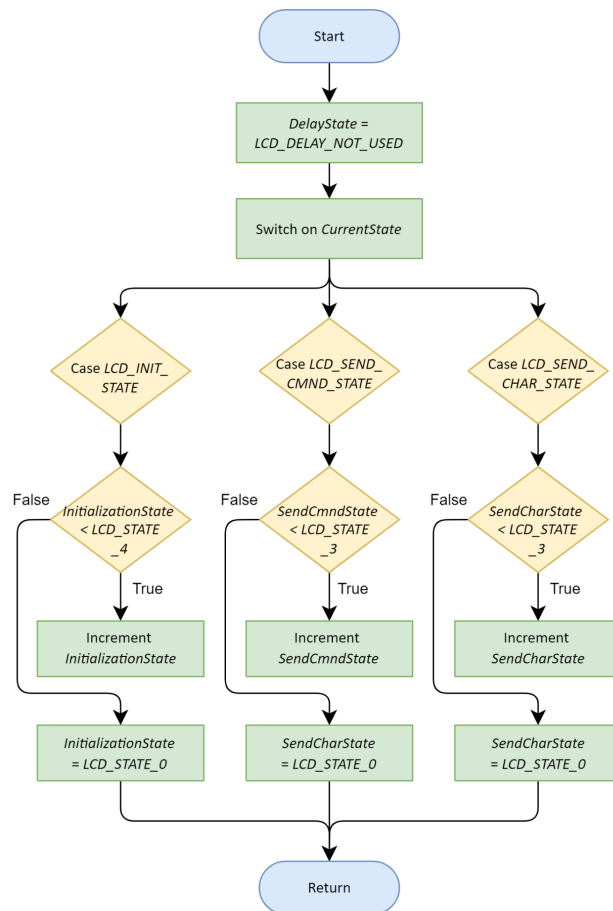 Start
DelayState =
LCD_DELAY_NOT_USED
Switch on CurrentState
Case LCD_INIT_
STATE
Case LCD_SEND_
CMND_STATE
Case LCD_SEND_
CHAR_STATE
False
InitializationState
< LCD_STATE
_4
True
False
SendCmndState
< LCD_STATE
_3
True
False
SendCharState
< LCD_STATE
_3
True
Increment
InitializationState
Increment
SendCmndState
Increment
SendCharState
InitializationState
= LCD_STATE_0
SendCharState
= LCD_STATE_0
SendCharState
= LCD_STATE_0
Return